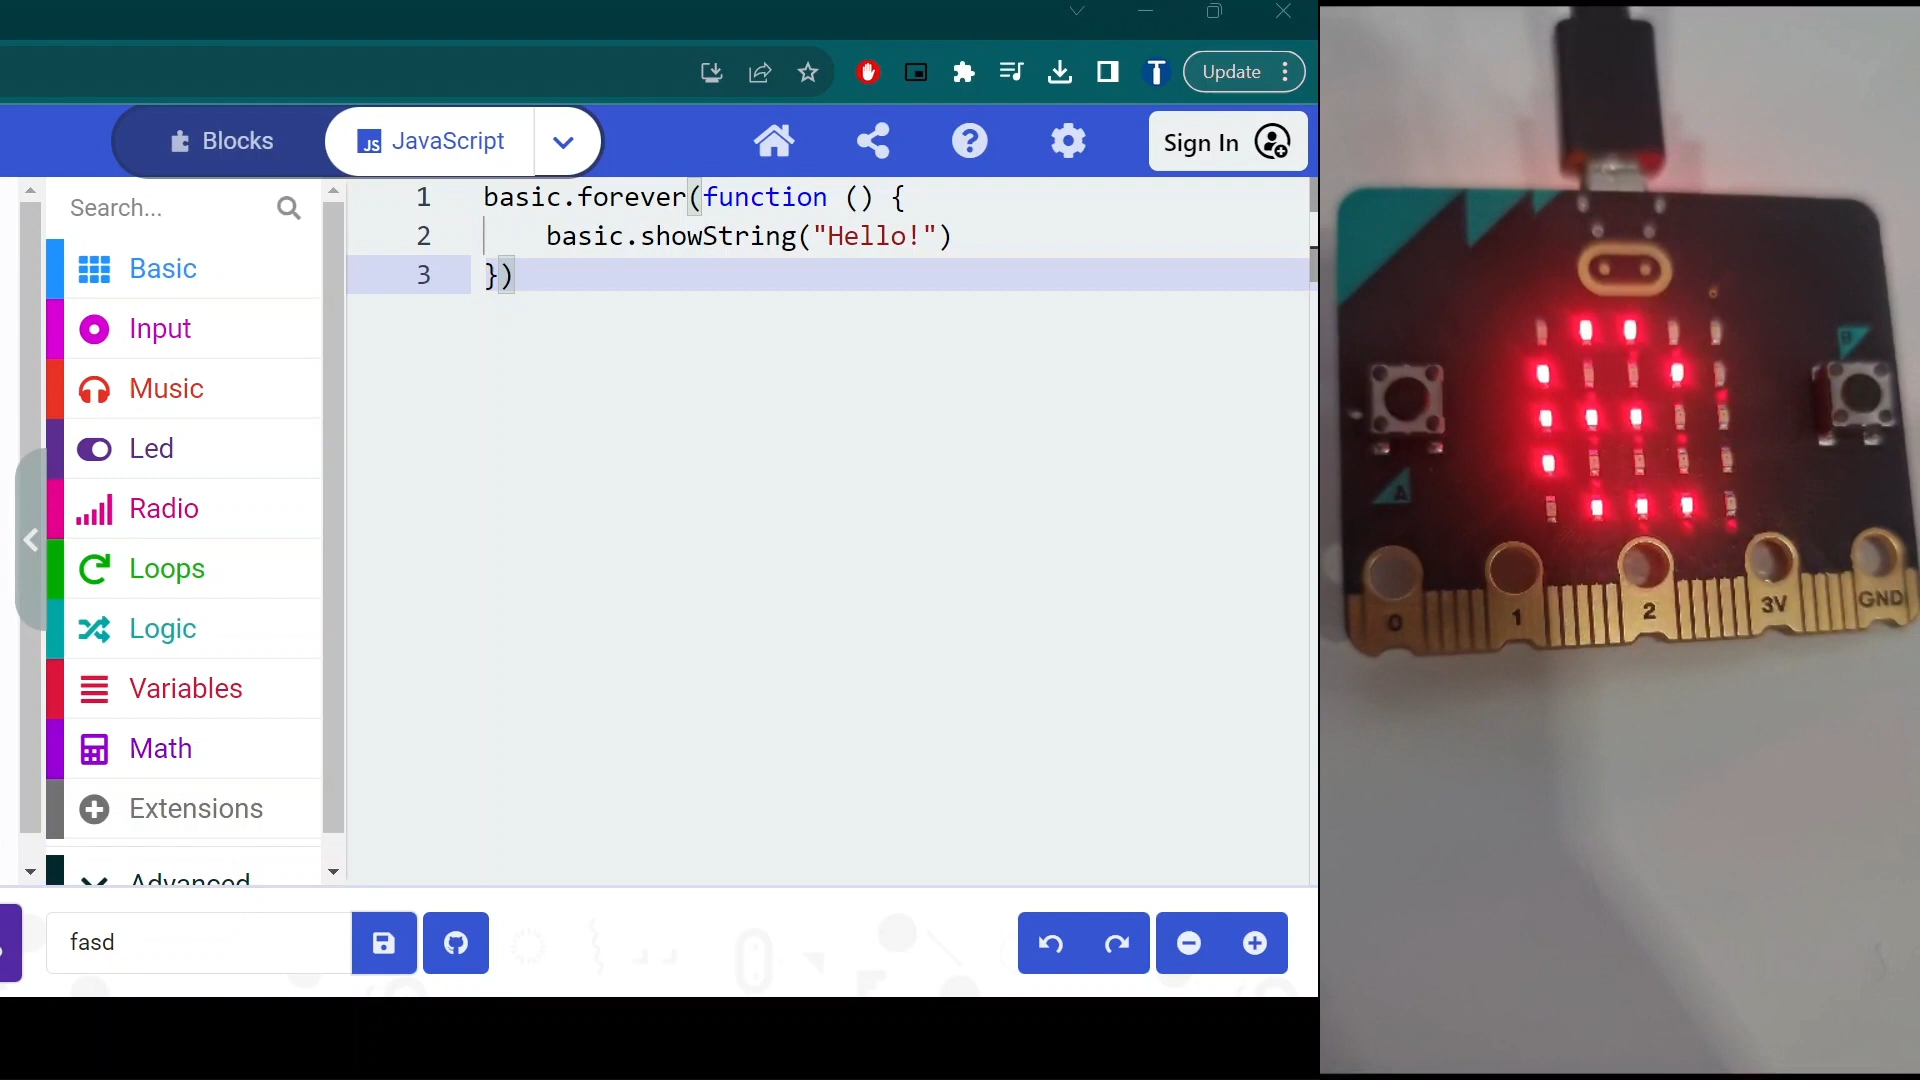 Update
Blocks
JS JavaScript
Sign In
Search...
Basic
Input
Music
Led
Radio
Loops
Logic
Variables
Math
Extensions
Advanced
1 basic.forever(function () {
2 basic.showString("Hello!")
3 })
fasd
B
A
0 1 2 3V GND